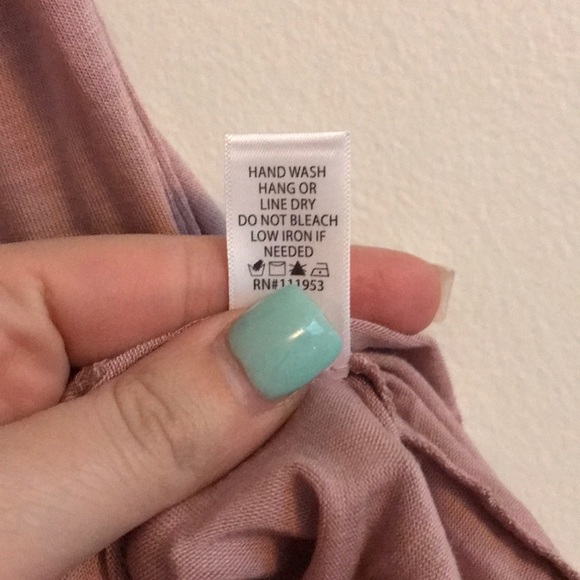 HAND WASH
HANG OR
LINE DRY
DO NOT BLEACH
LOW IRON IF
NEEDED
RN#111953